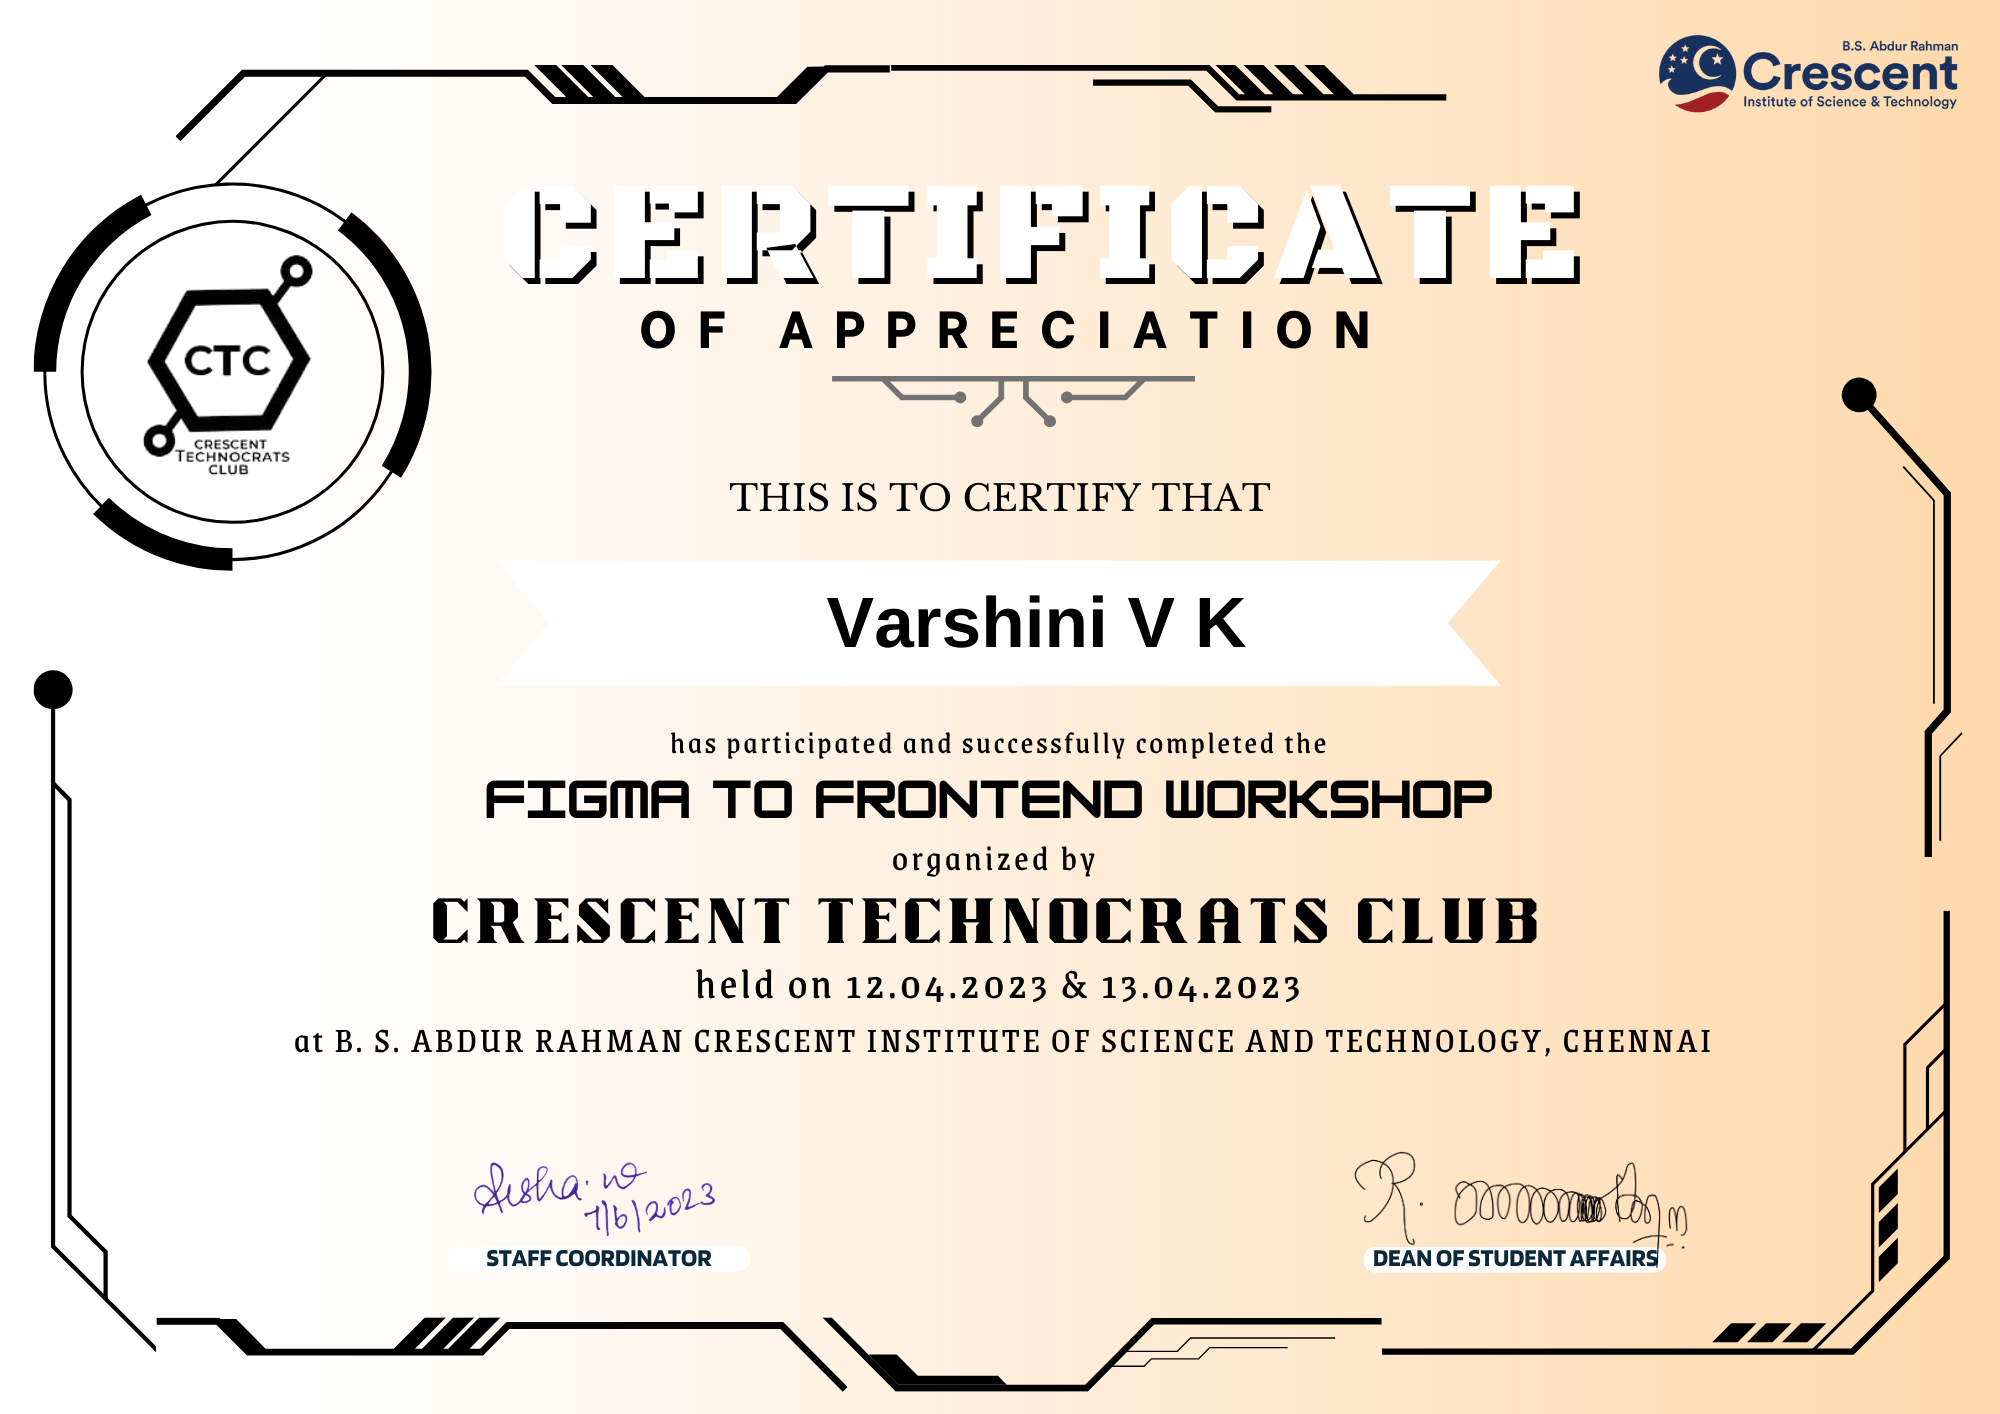 B.S. Abdur Rahman
Crescent
Institute of Science & Technology
CERTIFICATE
OF APPRECIATION
CTC
CRESCENT
TECHNOCRATS
CLUB
THIS IS TO CERTIFY THAT
Varshini V K
has participated and successfully completed the
FIGMA TO FRONTEND WORKSHOP
organized by
CRESCENT TECHNOCRATS CLUB
held on 12.04.2023 & 13.04.2023
at B. S. ABDUR RAHMAN CRESCENT INSTITUTE OF SCIENCE AND TECHNOLOGY, CHENNAI
7/6/2023
STAFF COORDINATOR
R.
DEAN OF STUDENT AFFAIRS